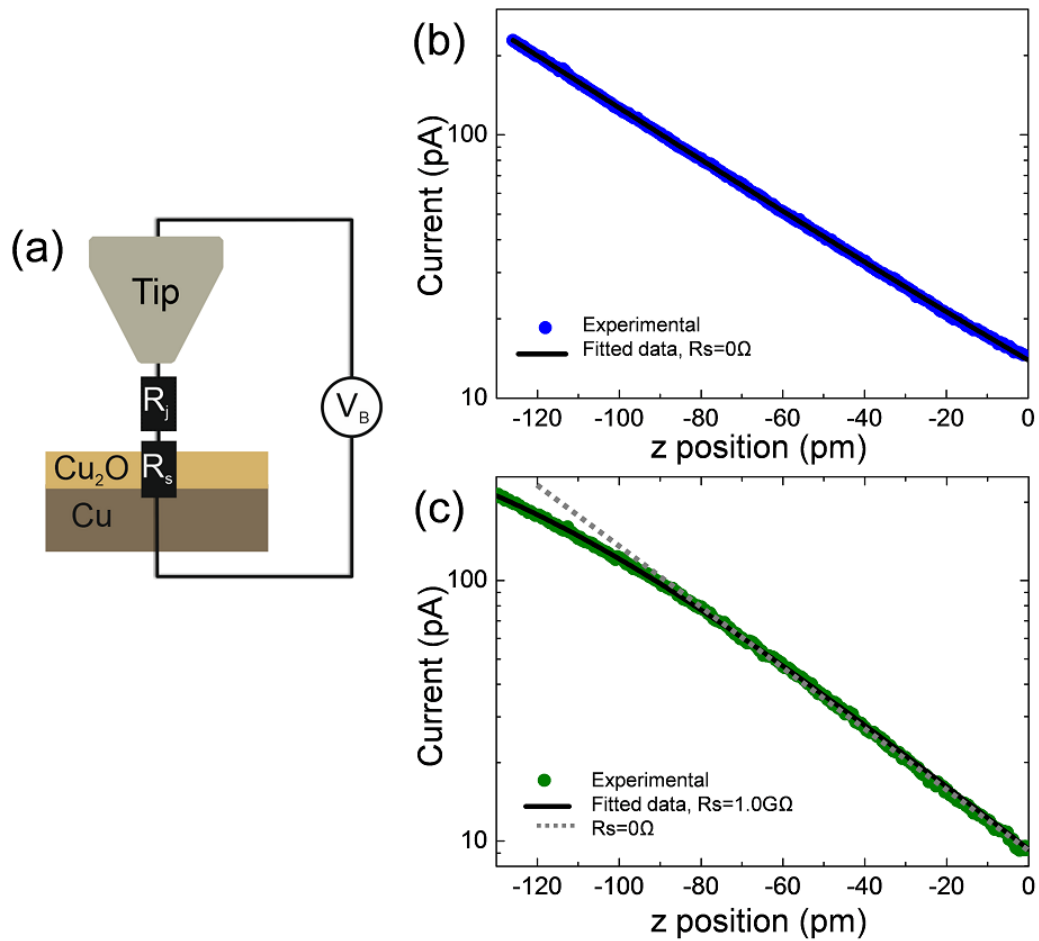 (a)
Tip
Rj
Rs
VB
Cu₂O
Cu
(b)
Current (pA)
100
10
Experimental
Fitted data, Rs=0Ω
-120 -100 -80 -60 -40 -20 0
z position (pm)
(c)
Current (pA)
100
10
Experimental
Fitted data, Rs=1.0GΩ
Rs=0Ω
-120 -100 -80 -60 -40 -20 0
z position (pm)